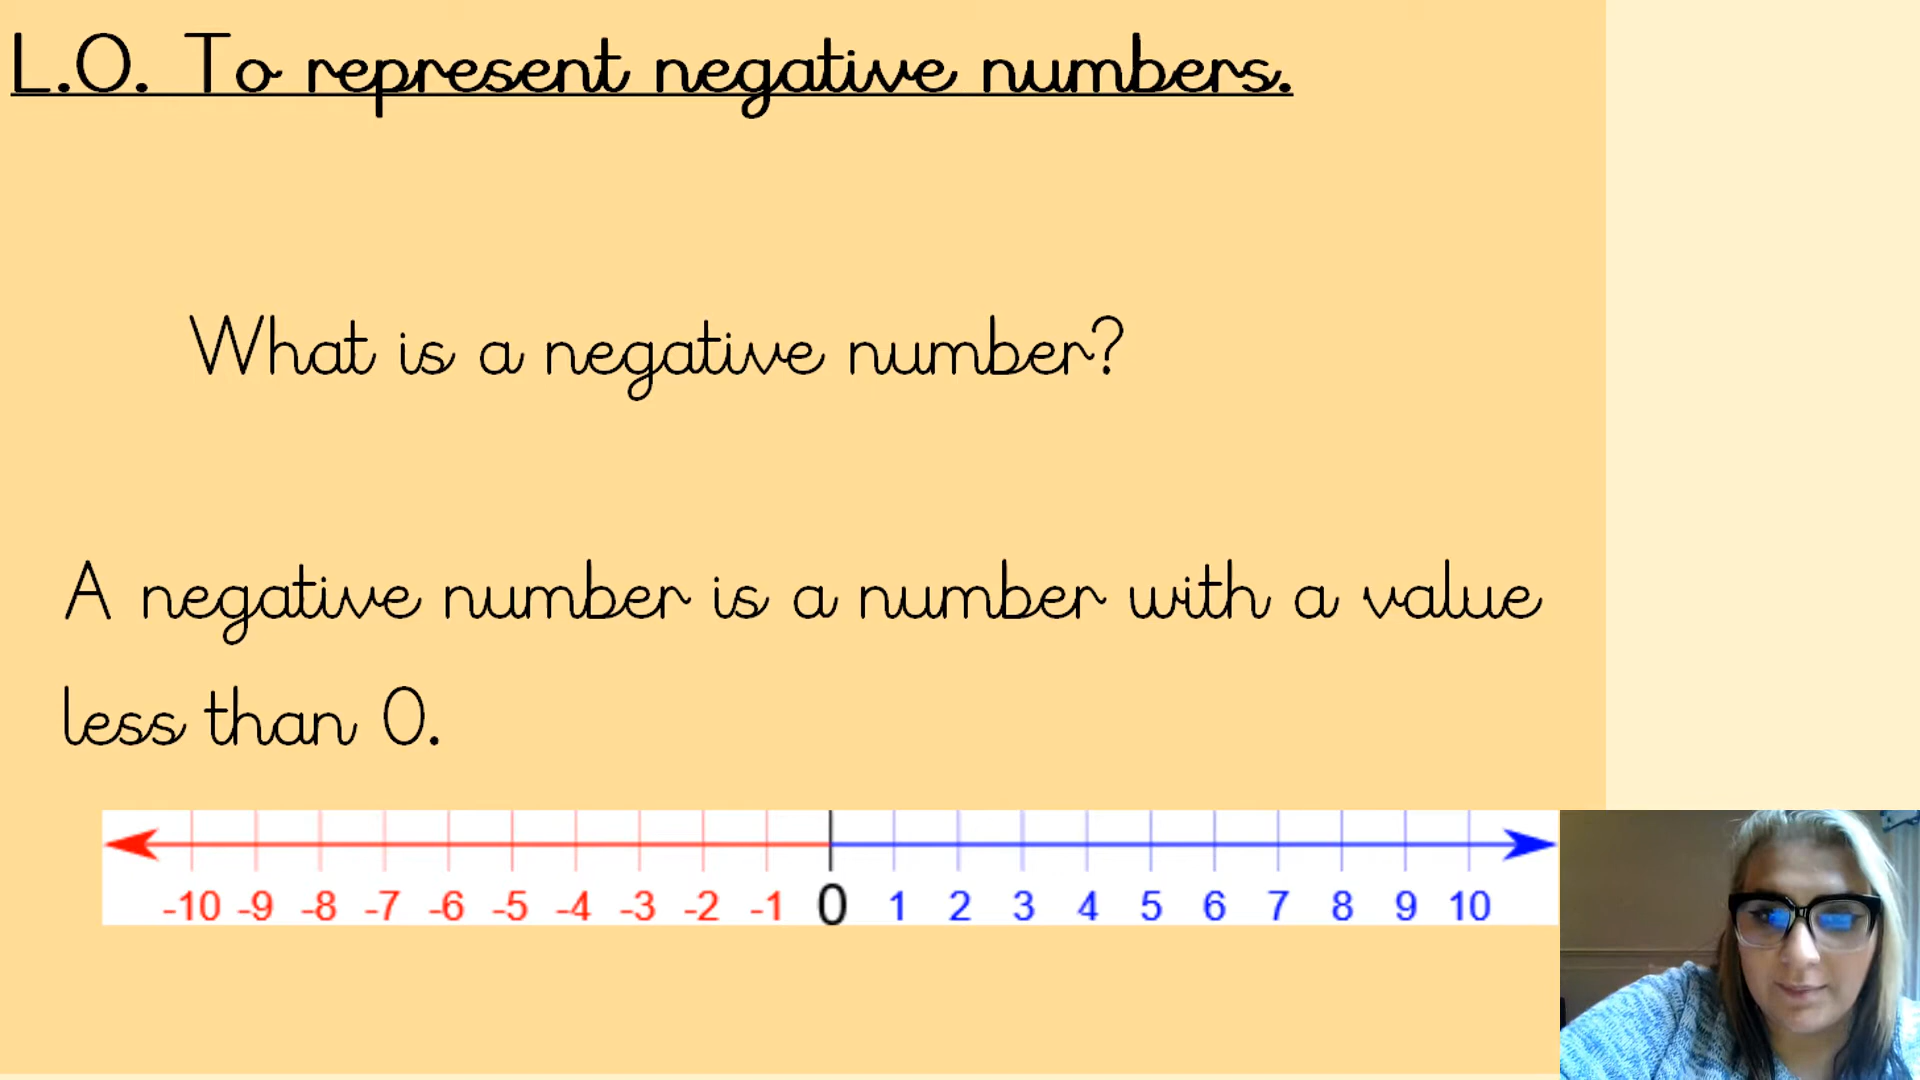 L.O. To represent negative numbers.
What is a negative number?
A negative number is a number with a value
less than 0.
-10 -9 -8 -7 -6 -5 -4 -3 -2 -1 0 1 2 3 4 5 6 7 8 9 10